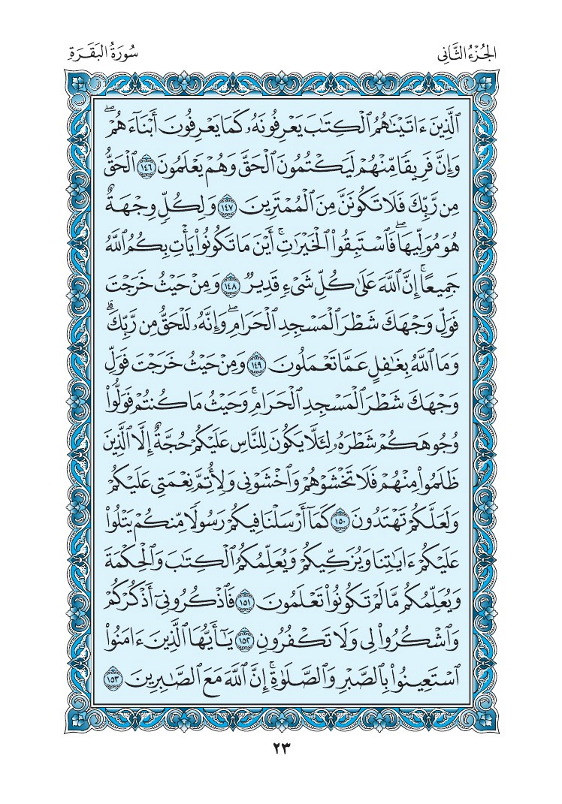 سُورَةُ البَقَرَةِ
الجُزْءُ الثَّانِي
ٱلَّذِينَ ءَاتَيْنَٰهُمُ ٱلْكِتَٰبَ يَعْرِفُونَهُۥ كَمَا يَعْرِفُونَ أَبْنَآءَهُمْۖ
وَإِنَّ فَرِيقًا مِّنْهُمْ لَيَكْتُمُونَ ٱلْحَقَّ وَهُمْ يَعْلَمُونَ ١٤٦ ٱلْحَقُّ
مِن رَّبِّكَ فَلَا تَكُونَنَّ مِنَ ٱلْمُمْتَرِينَ ١٤٧ وَلِكُلٍّ وِجْهَةٌ
هُوَ مُوَلِّيهَاۖ فَٱسْتَبِقُوا۟ ٱلْخَيْرَٰتِۚ أَيْنَ مَا تَكُونُوا۟ يَأْتِ بِكُمُ ٱللَّهُ
جَمِيعًاۚ إِنَّ ٱللَّهَ عَلَىٰ كُلِّ شَىْءٍ قَدِيرٌ ١٤٨ وَمِنْ حَيْثُ خَرَجْتَ
فَوَلِّ وَجْهَكَ شَطْرَ ٱلْمَسْجِدِ ٱلْحَرَامِۖ وَإِنَّهُۥ لَلْحَقُّ مِن رَّبِّكَۗ
وَمَا ٱللَّهُ بِغَٰفِلٍ عَمَّا تَعْمَلُونَ ١٤٩ وَمِنْ حَيْثُ خَرَجْتَ فَوَلِّ
وَجْهَكَ شَطْرَ ٱلْمَسْجِدِ ٱلْحَرَامِۚ وَحَيْثُ مَا كُنتُمْ فَوَلُّوا۟
وُجُوهَكُمْ شَطْرَهُۥ لِئَلَّا يَكُونَ لِلنَّاسِ عَلَيْكُمْ حُجَّةٌ إِلَّا ٱلَّذِينَ
ظَلَمُوا۟ مِنْهُمْ فَلَا تَخْشَوْهُمْ وَٱخْشَوْنِى وَلِأُتِمَّ نِعْمَتِى عَلَيْكُمْ
وَلَعَلَّكُمْ تَهْتَدُونَ ١٥٠ كَمَآ أَرْسَلْنَا فِيكُمْ رَسُولًا مِّنكُمْ يَتْلُوا۟
عَلَيْكُمْ ءَايَٰتِنَا وَيُزَكِّيكُمْ وَيُعَلِّمُكُمُ ٱلْكِتَٰبَ وَٱلْحِكْمَةَ
وَيُعَلِّمُكُم مَّا لَمْ تَكُونُوا۟ تَعْلَمُونَ ١٥١ فَٱذْكُرُونِىٓ أَذْكُرْكُمْ
وَٱشْكُرُوا۟ لِى وَلَا تَكْفُرُونِ ١٥٢ يَٰٓأَيُّهَا ٱلَّذِينَ ءَامَنُوا۟
ٱسْتَعِينُوا۟ بِٱلصَّبْرِ وَٱلصَّلَوٰةِۚ إِنَّ ٱللَّهَ مَعَ ٱلصَّٰبِرِينَ ١٥٣
٢٣